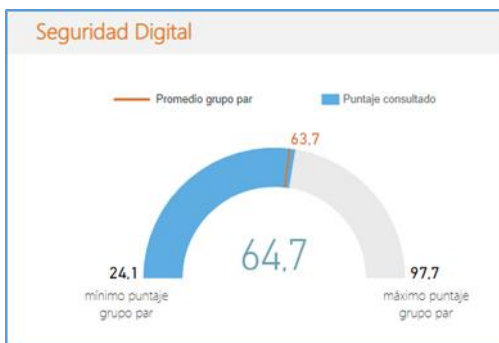 Seguridad Digital
Promedio grupo par
Puntaje consultado
63,7
64,7
24,1
mínimo puntaje
grupo par
97,7
máximo puntaje
grupo par